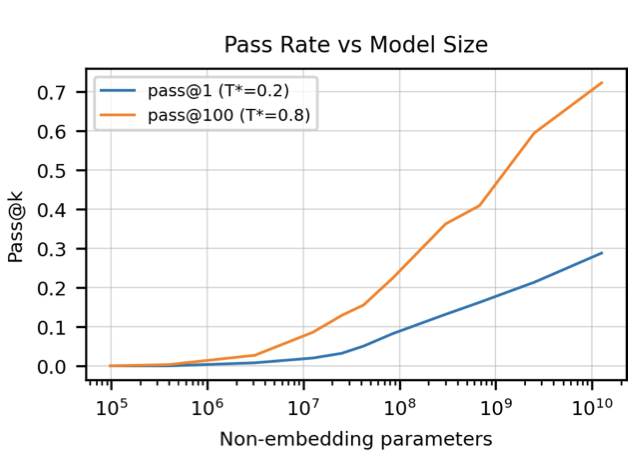 Pass Rate vs Model Size
pass@1 (T*=0.2)
pass@100 (T*=0.8)
Pass@k
0.7
0.6
0.5
0.4
0.3
0.2
0.1
0.0
10⁵ 10⁶ 10⁷ 10⁸ 10⁹ 10¹⁰
Non-embedding parameters